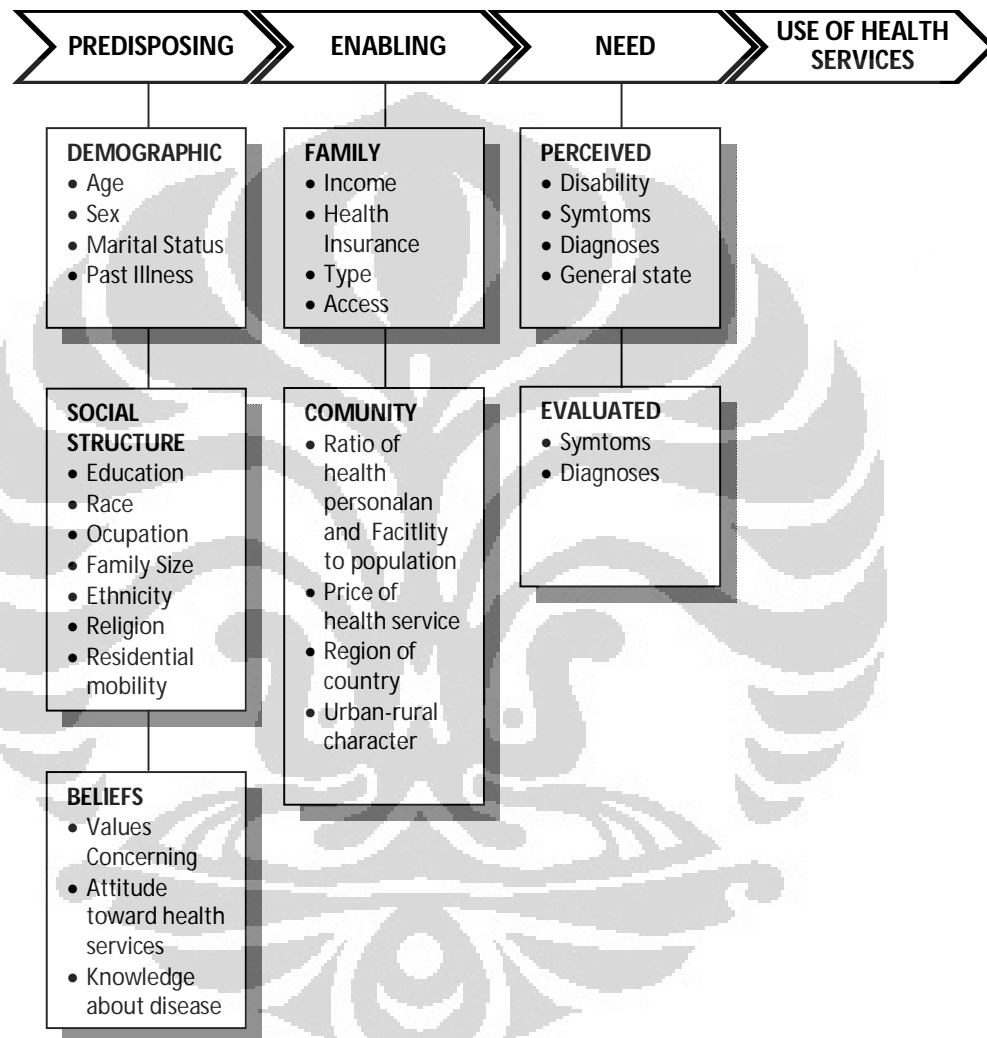 PREDISPOSING
ENABLING
NEED
USE OF HEALTH
SERVICES
DEMOGRAPHIC
• Age
• Sex
• Marital Status
• Past Illness
SOCIAL
STRUCTURE
• Education
• Race
• Ocupation
• Family Size
• Ethnicity
• Religion
• Residential
mobility
BELIEFS
• Values
Concerning
• Attitude
toward health
services
• Knowledge
about disease
FAMILY
• Income
• Health
Insurance
• Type
• Access
COMUNITY
• Ratio of
health
personalan
and Facitlity
to population
• Price of
health service
• Region of
country
• Urban-rural
character
PERCEIVED
• Disability
• Symtoms
• Diagnoses
• General state
EVALUATED
• Symtoms
• Diagnoses